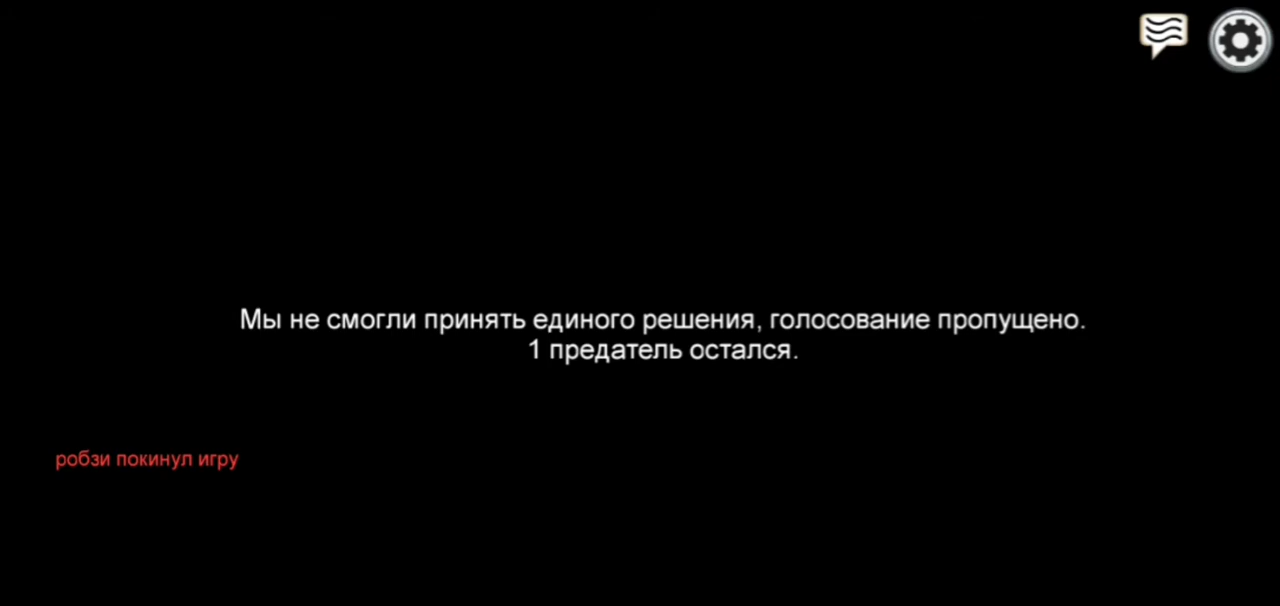 Мы не смогли принять единого решения, голосование пропущено.
1 предатель остался.
робзи покинул игру